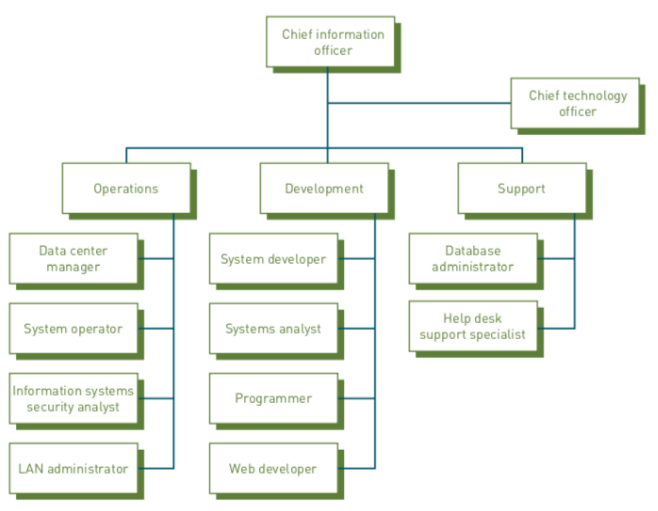 Chief information
officer
Chief technology
officer
Operations
Development
Support
Data center
manager
System developer
Database
administrator
System operator
Systems analyst
Help desk
support specialist
Information systems
security analyst
Programmer
LAN administrator
Web developer